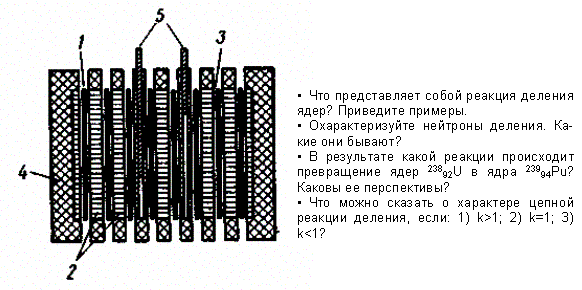 5
1
3
4
2
• Что представляет собой реакция деления
ядер? Приведите примеры.
• Охарактеризуйте нейтроны деления. Ка-
кие они бывают?
• В результате какой реакции происходит
превращение ядер ²³⁸₉₂U в ядра ²³⁹₉₄Pu?
Каковы ее перспективы?
• Что можно сказать о характере цепной
реакции деления, если: 1) k>1; 2) k=1; 3)
k<1?